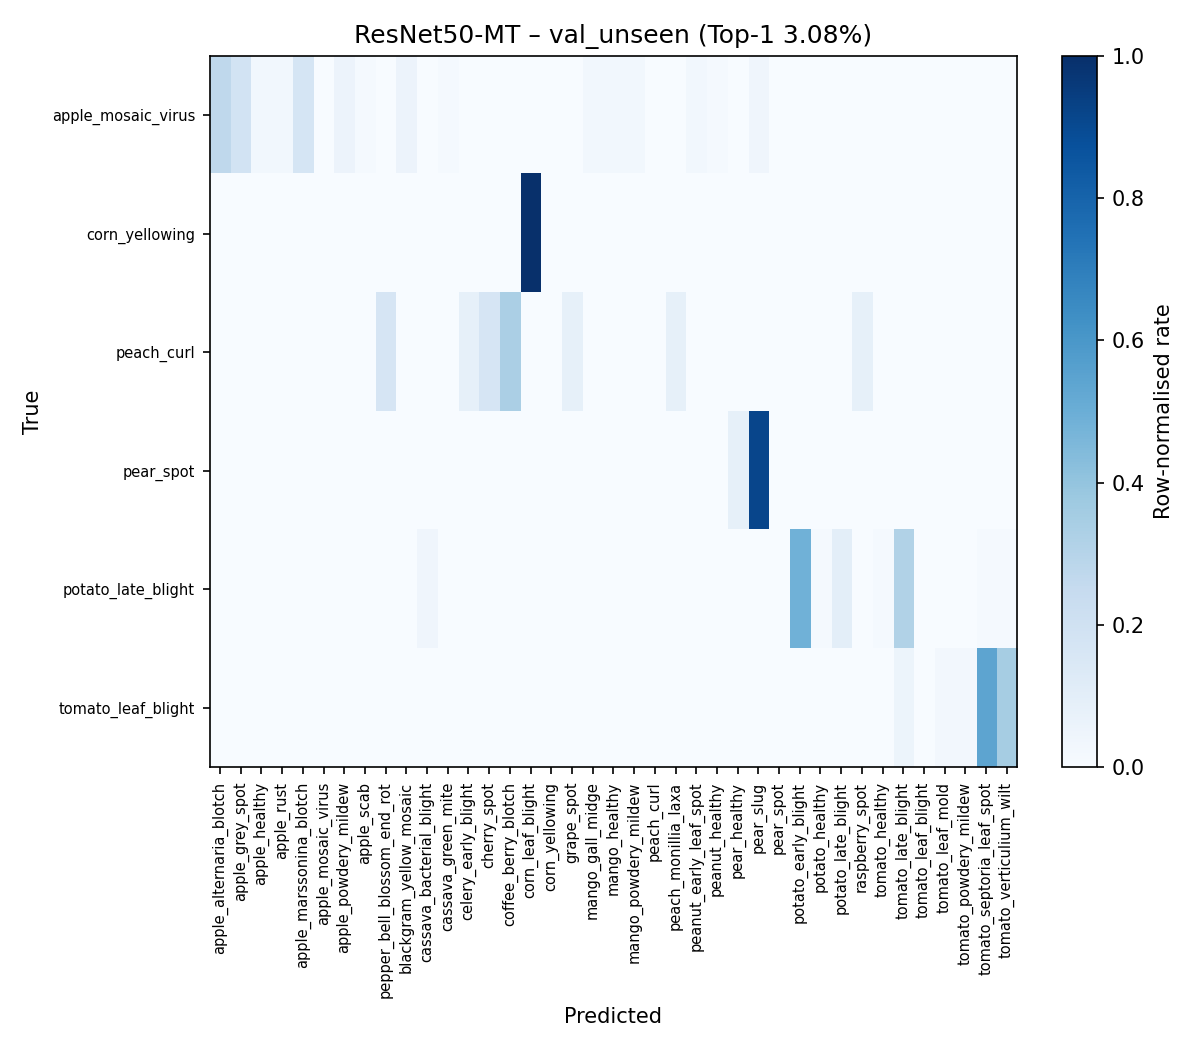 ResNet50-MT – val_unseen (Top-1 3.08%)
True
apple_mosaic_virus
corn_yellowing
peach_curl
pear_spot
potato_late_blight
tomato_leaf_blight
apple_alternaria_blotch
apple_grey_spot
apple_healthy
apple_rust
apple_marssonina_blotch
apple_mosaic_virus
apple_powdery_mildew
apple_scab
pepper_bell_blossom_end_rot
blackgram_yellow_mosaic
cassava_bacterial_blight
cassava_green_mite
celery_early_blight
cherry_spot
coffee_berry_blotch
corn_leaf_blight
corn_yellowing
grape_spot
mango_gall_midge
mango_healthy
mango_powdery_mildew
peach_curl
peach_monillia_laxa
peanut_early_leaf_spot
peanut_healthy
pear_healthy
pear_slug
pear_spot
potato_early_blight
potato_healthy
potato_late_blight
raspberry_spot
tomato_healthy
tomato_late_blight
tomato_leaf_blight
tomato_leaf_mold
tomato_powdery_mildew
tomato_septoria_leaf_spot
tomato_verticulium_wilt
Predicted
1.0
0.8
0.6
0.4
0.2
0.0
Row-normalised rate